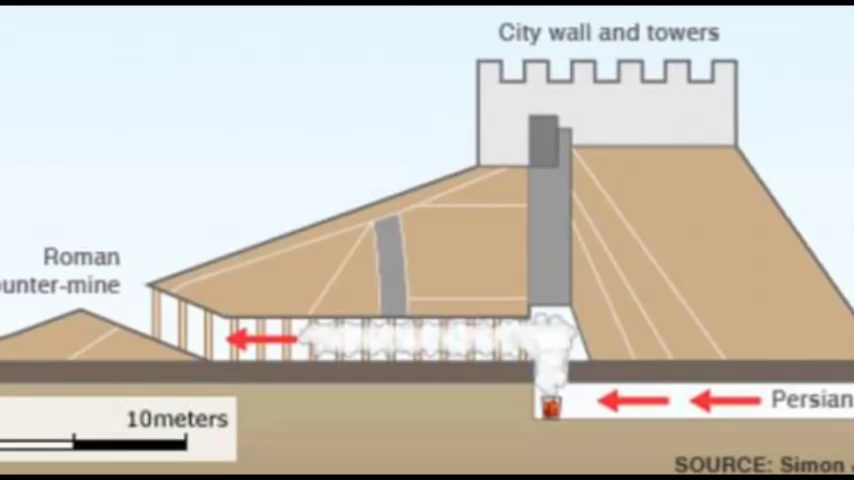 City wall and towers
Roman
unter-mine
Persian
10meters
SOURCE: Simon